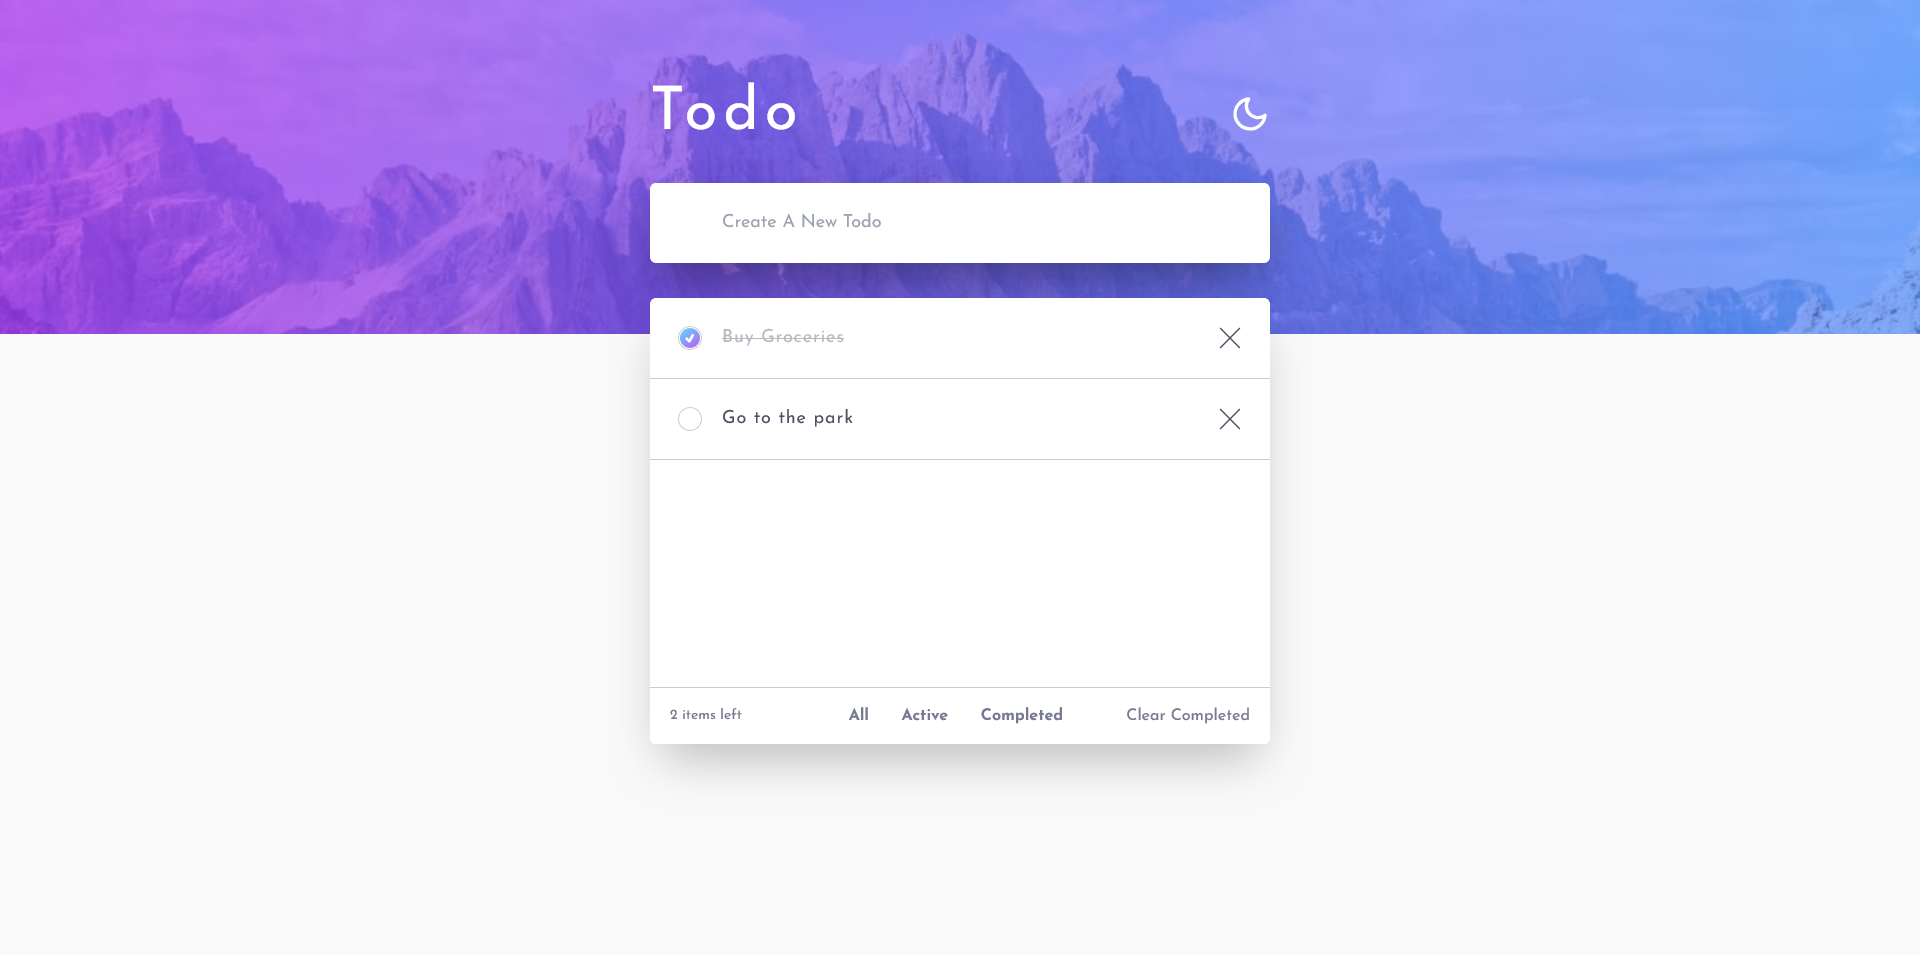 Todo
Create A New Todo
Buy Groceries
Go to the park
2 items left All Active Completed Clear Completed